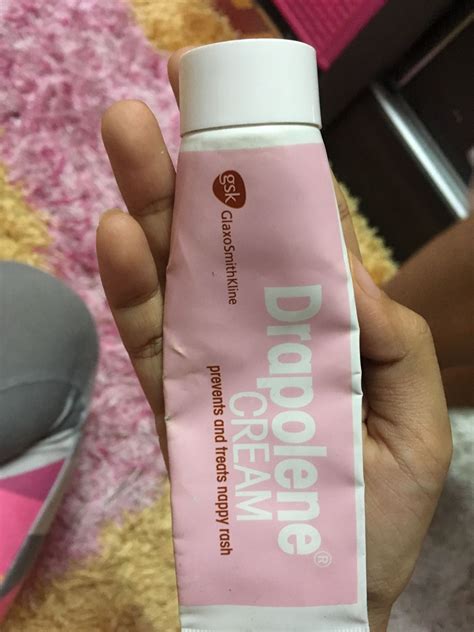 gsk
GlaxoSmithKline
Drapolene®
CREAM
prevents and treats nappy rash